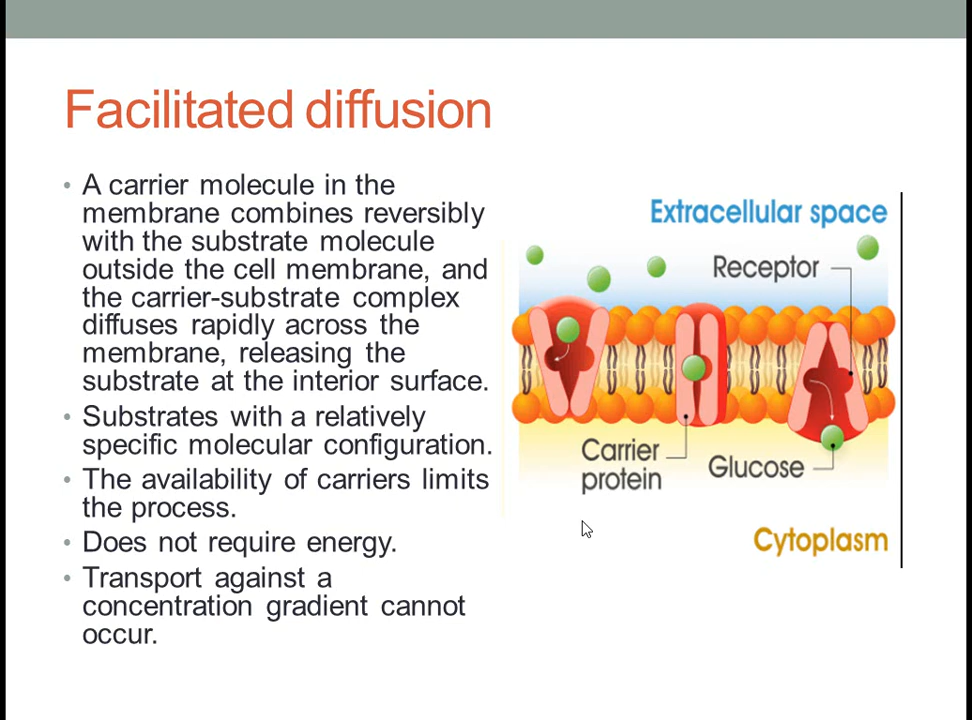 Facilitated diffusion
• A carrier molecule in the
membrane combines reversibly
with the substrate molecule
outside the cell membrane, and
the carrier-substrate complex
diffuses rapidly across the
membrane, releasing the
substrate at the interior surface.
• Substrates with a relatively
specific molecular configuration.
• The availability of carriers limits
the process.
• Does not require energy.
• Transport against a
concentration gradient cannot
occur.
Extracellular space
Receptor
Carrier
protein
Glucose
Cytoplasm